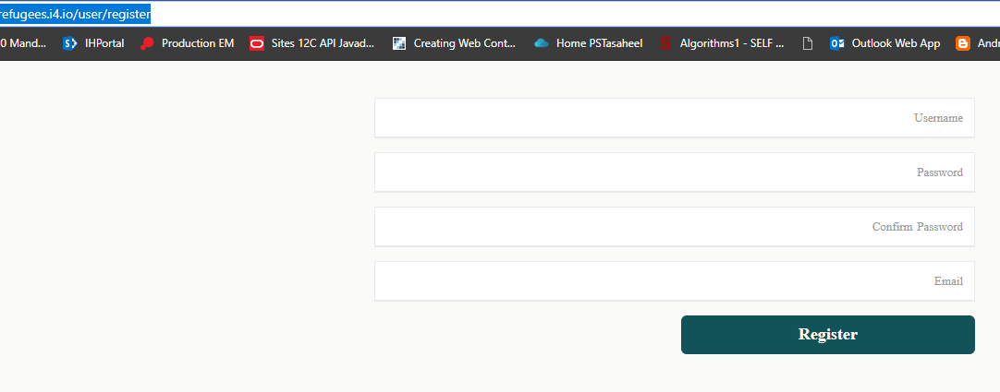 refugees.i4.io/user/register
0 Mand... IHPortal Production EM Sites 12C API Javad... Creating Web Cont... Home PSTasaheel Algorithms1 - SELF ... Outlook Web App Andr
Username
Password
Confirm Password
Email
Register